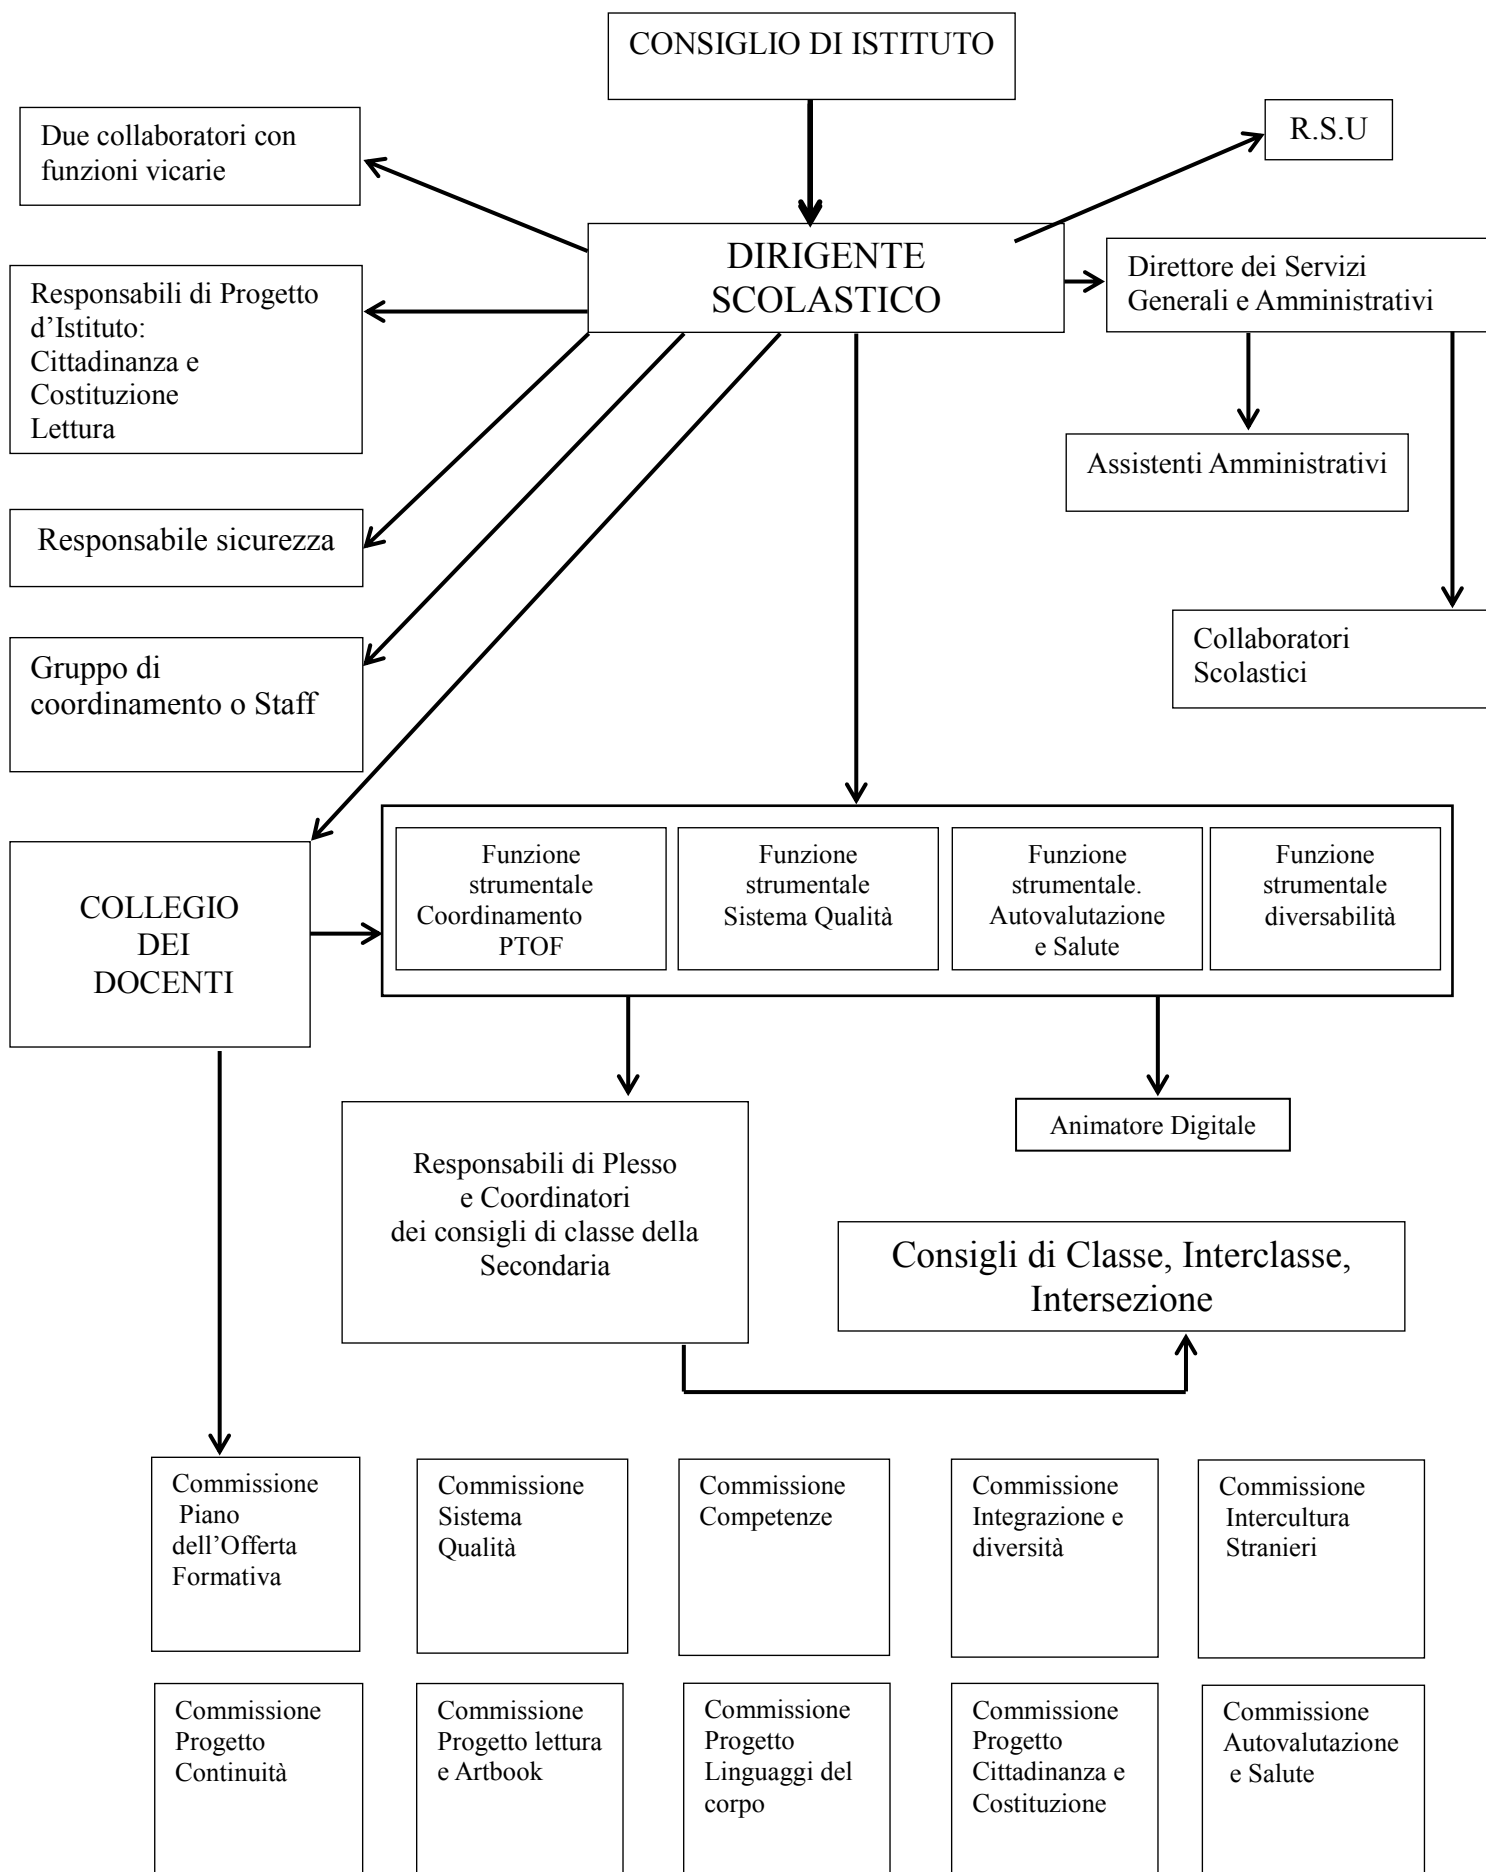 CONSIGLIO DI ISTITUTO
Due collaboratori con
funzioni vicarie
R.S.U
DIRIGENTE
SCOLASTICO
Direttore dei Servizi
Generali e Amministrativi
Responsabili di Progetto
d’Istituto:
Cittadinanza e
Costituzione
Lettura
Assistenti Amministrativi
Responsabile sicurezza
Collaboratori
Scolastici
Gruppo di
coordinamento o Staff
COLLEGIO
DEI
DOCENTI
Funzione
strumentale
Coordinamento
PTOF
Funzione
strumentale
Sistema Qualità
Funzione
strumentale.
Autovalutazione
e Salute
Funzione
strumentale
diversabilità
Responsabili di Plesso
e Coordinatori
dei consigli di classe della
Secondaria
Animatore Digitale
Consigli di Classe, Interclasse,
Intersezione
Commissione
Piano
dell’Offerta
Formativa
Commissione
Sistema
Qualità
Commissione
Competenze
Commissione
Integrazione e
diversità
Commissione
Intercultura
Stranieri
Commissione
Progetto
Continuità
Commissione
Progetto lettura
e Artbook
Commissione
Progetto
Linguaggi del
corpo
Commissione
Progetto
Cittadinanza e
Costituzione
Commissione
Autovalutazione
e Salute